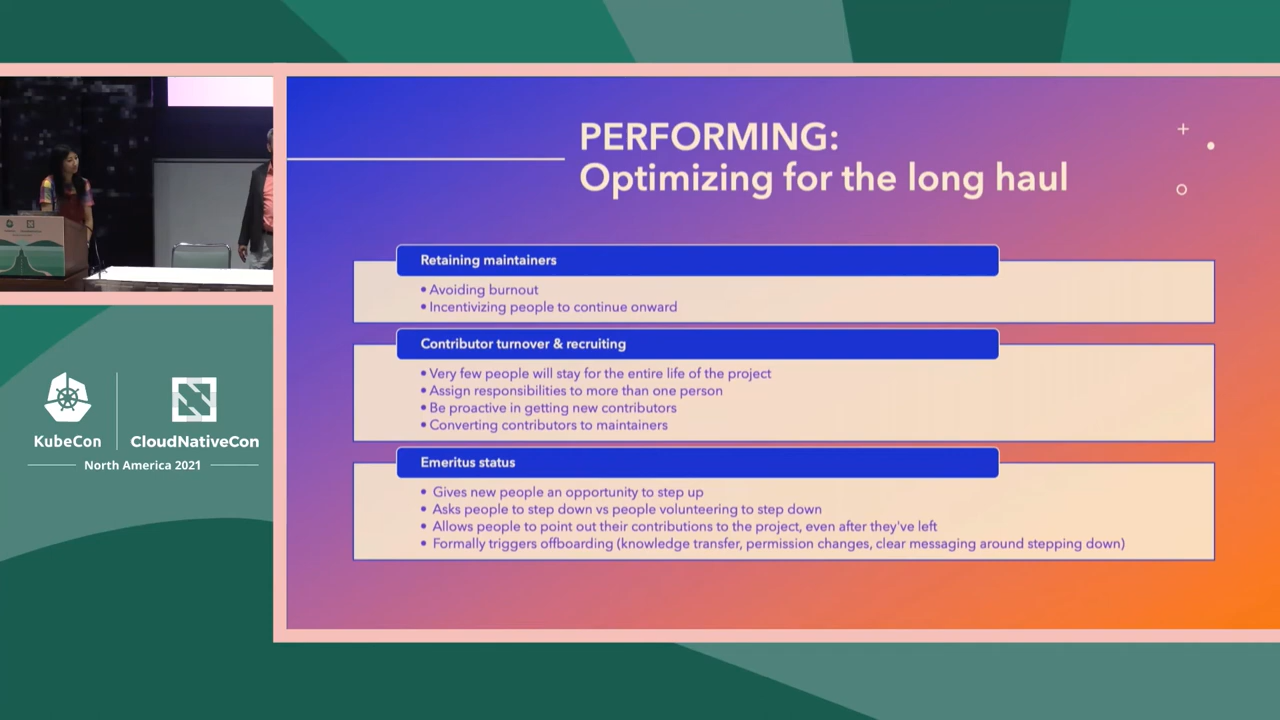 PERFORMING:
Optimizing for the long haul
Retaining maintainers
• Avoiding burnout
• Incentivizing people to continue onward
Contributor turnover & recruiting
• Very few people will stay for the entire life of the project
• Assign responsibilities to more than one person
• Be proactive in getting new contributors
• Converting contributors to maintainers
Emeritus status
• Gives new people an opportunity to step up
• Asks people to step down vs people volunteering to step down
• Allows people to point out their contributions to the project, even after they've left
• Formally triggers offboarding (knowledge transfer, permission changes, clear messaging around stepping down)
KubeCon
CloudNativeCon
North America 2021